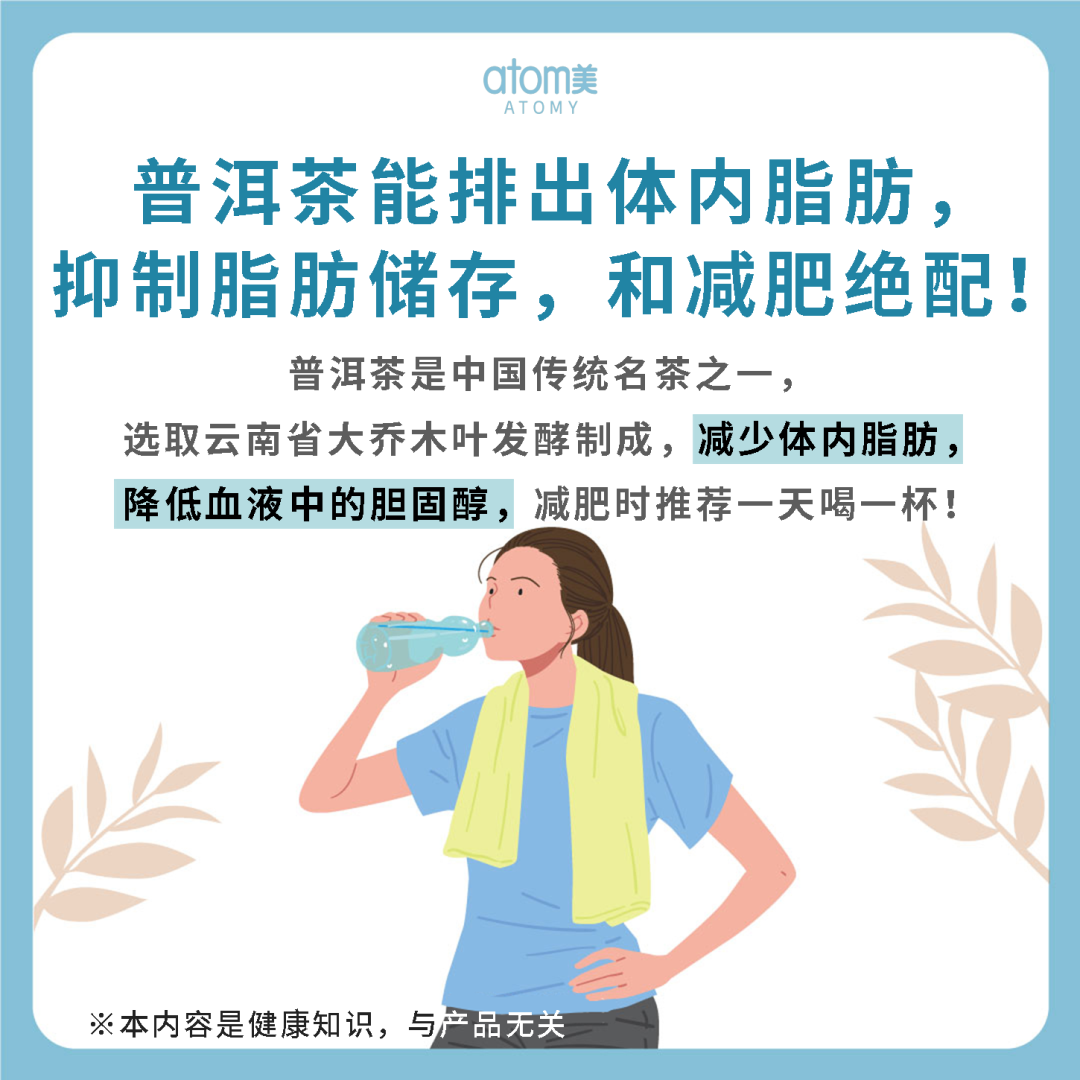 atom美
ATOMY
普洱茶能排出体内脂肪，
抑制脂肪储存，和减肥绝配！
普洱茶是中国传统名茶之一，
选取云南省大乔木叶发酵制成，减少体内脂肪，
降低血液中的胆固醇，减肥时推荐一天喝一杯！
※本内容是健康知识，与产品无关